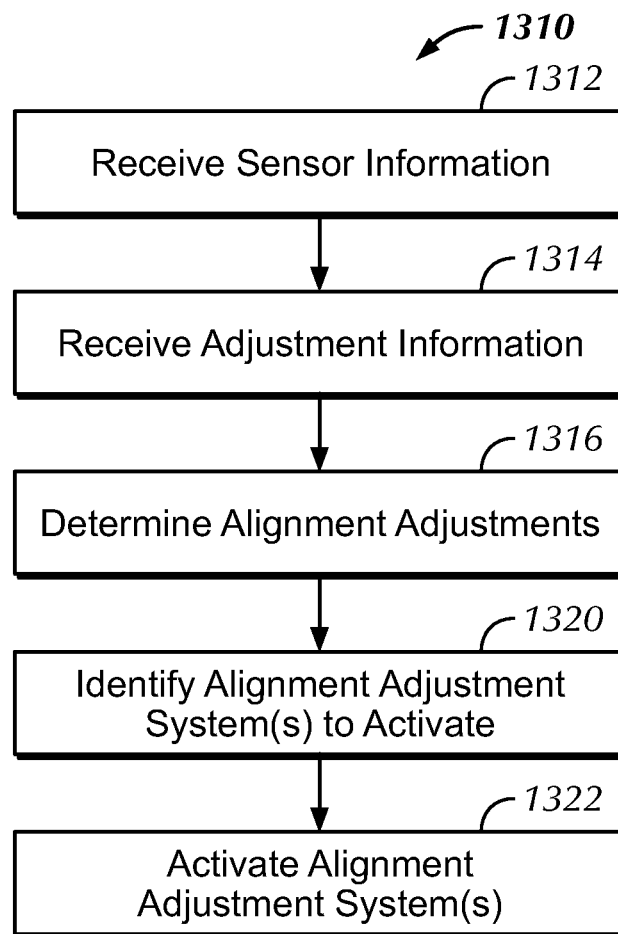 1310
1312
Receive Sensor Information
1314
Receive Adjustment Information
1316
Determine Alignment Adjustments
1320
Identify Alignment Adjustment
System(s) to Activate
1322
Activate Alignment
Adjustment System(s)